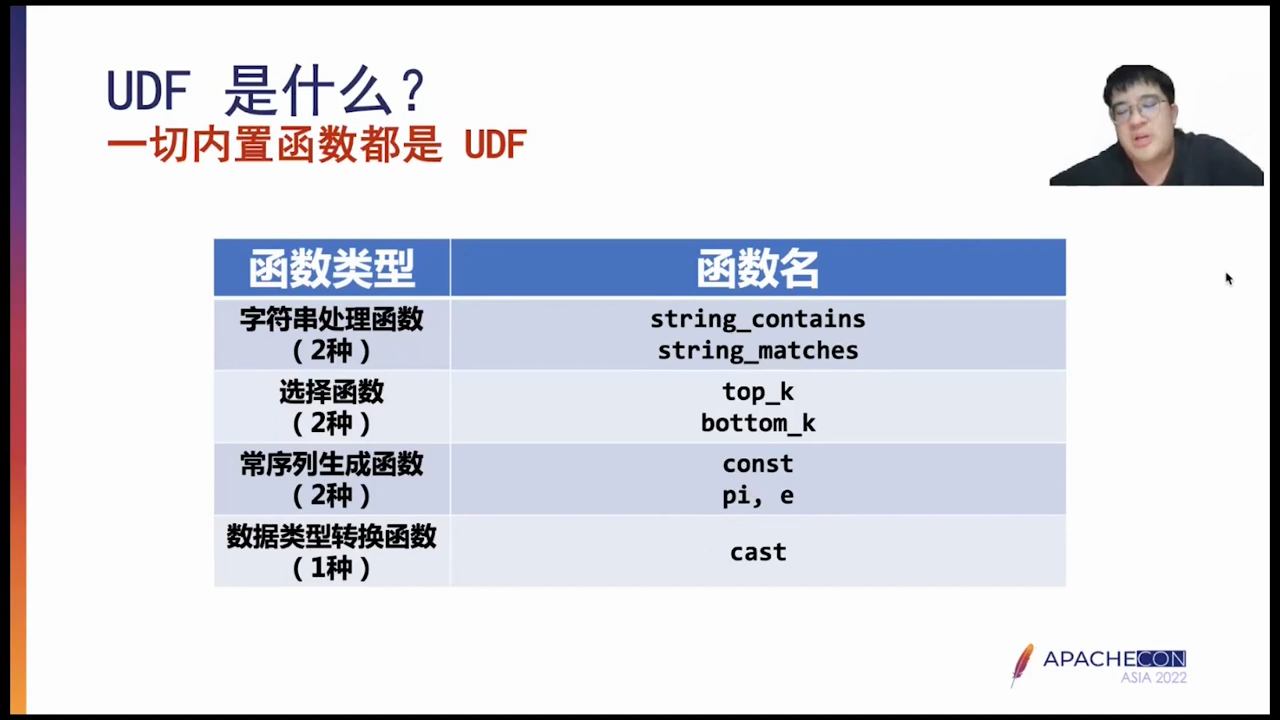 UDF 是什么？
一切内置函数都是 UDF
函数类型 函数名
字符串处理函数
（2种）
string_contains
string_matches
选择函数
（2种）
top_k
bottom_k
常序列生成函数
（2种）
const
pi, e
数据类型转换函数
（1种）
cast
APACHECON
ASIA 2022